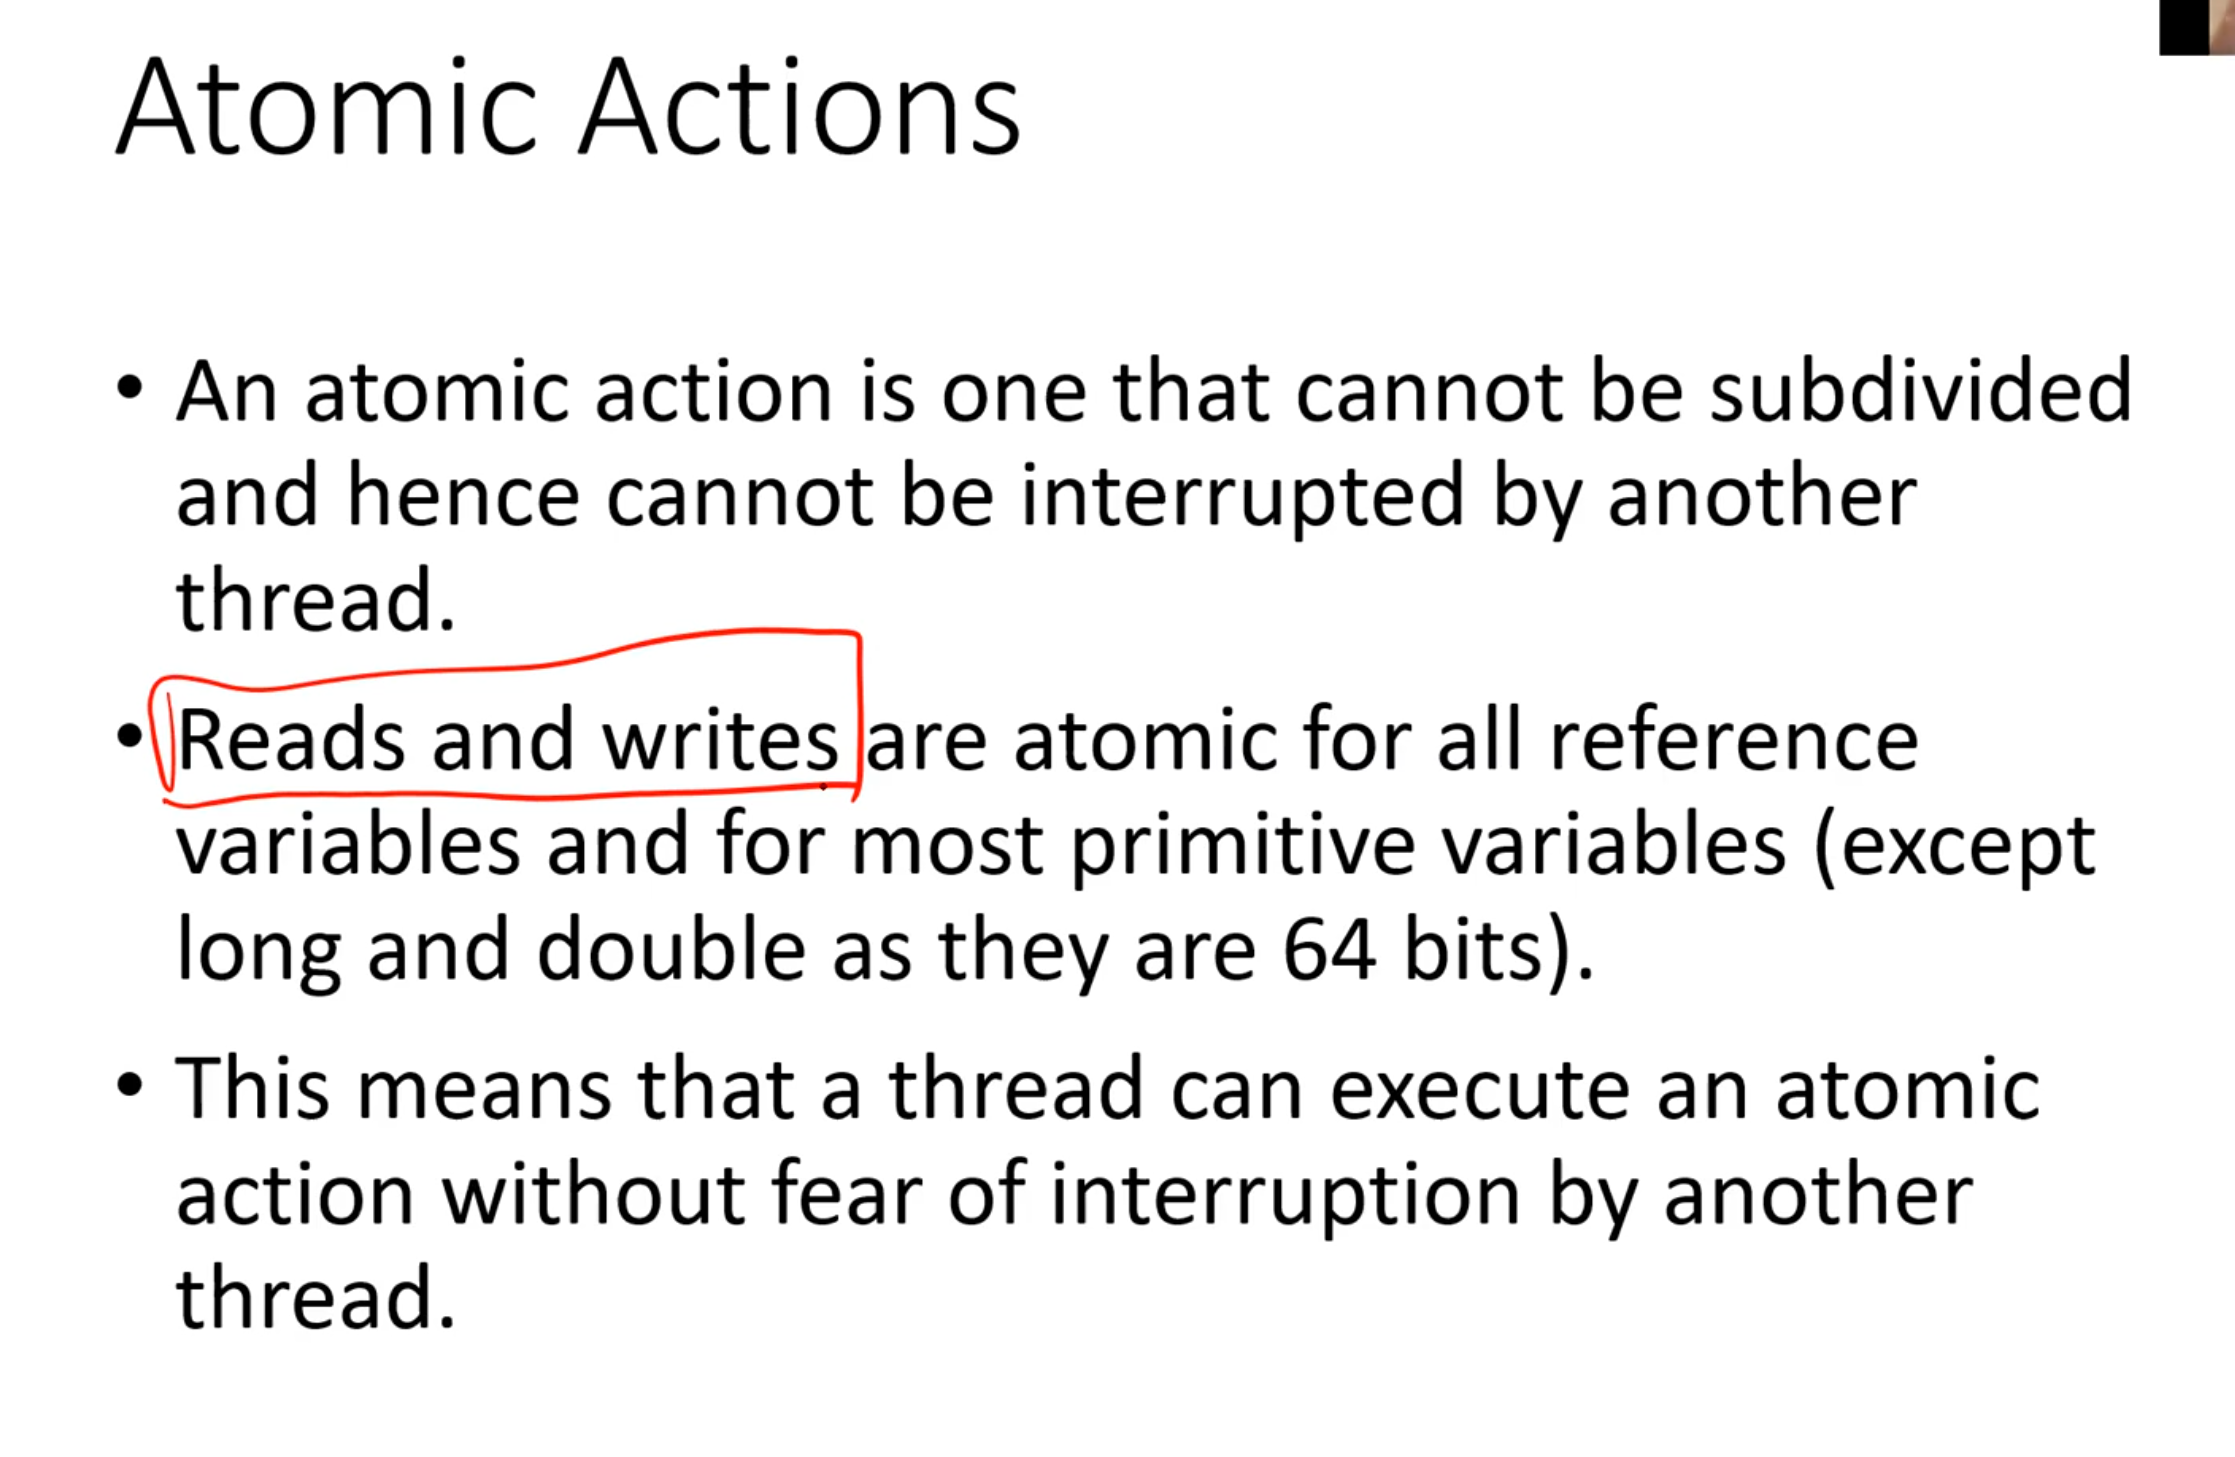 Atomic Actions
• An atomic action is one that cannot be subdivided
and hence cannot be interrupted by another
thread.
• Reads and writes are atomic for all reference
variables and for most primitive variables (except
long and double as they are 64 bits).
• This means that a thread can execute an atomic
action without fear of interruption by another
thread.